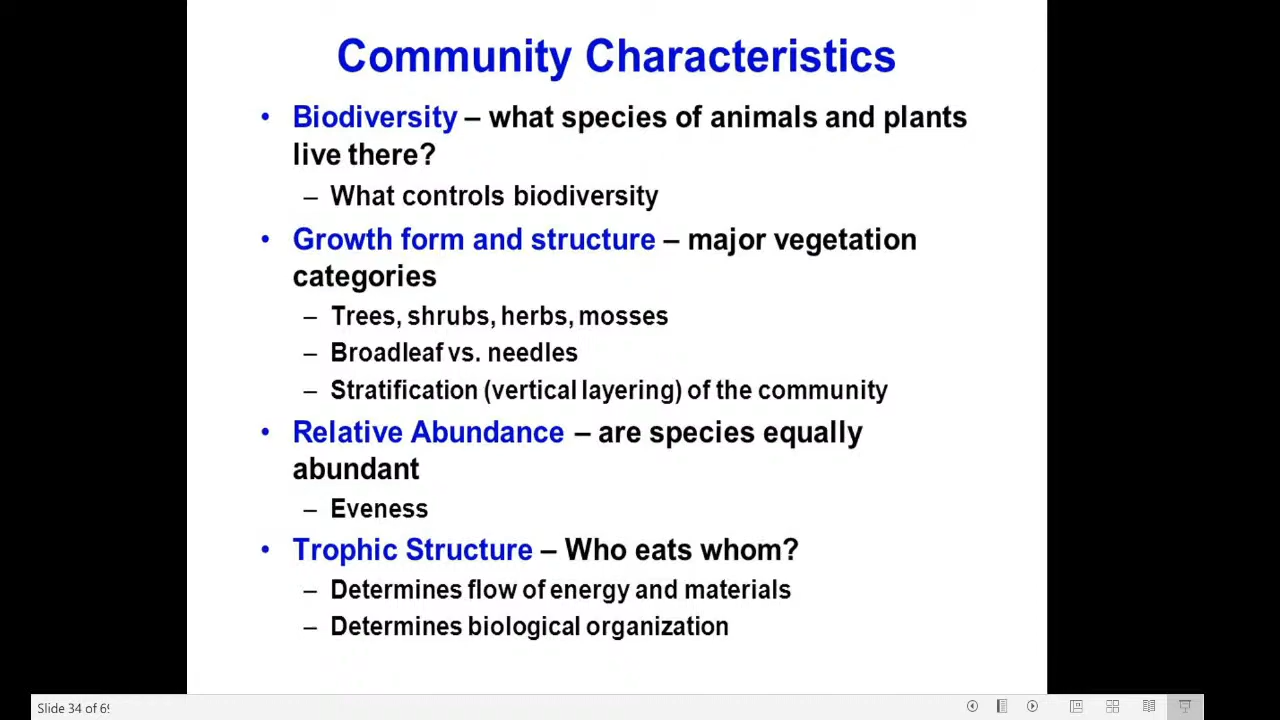 Community Characteristics
• Biodiversity – what species of animals and plants
live there?
– What controls biodiversity
• Growth form and structure – major vegetation
categories
– Trees, shrubs, herbs, mosses
– Broadleaf vs. needles
– Stratification (vertical layering) of the community
• Relative Abundance – are species equally
abundant
– Eveness
• Trophic Structure – Who eats whom?
– Determines flow of energy and materials
– Determines biological organization
Slide 34 of 69